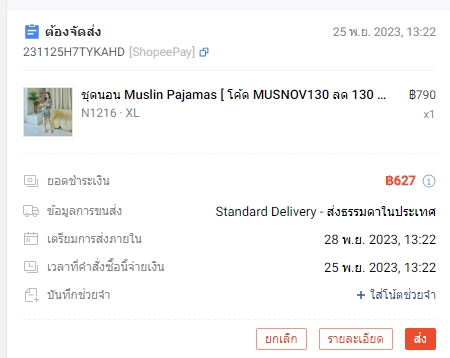 ต้องจัดส่ง 25 พ.ย. 2023, 13:22
231125H7TYKAHD [ShopeePay]
ชุดนอน Muslin Pajamas [ โค้ด MUSNOV130 ลด 130 ... ฿790
N1216 · XL x1
ยอดชำระเงิน ฿627
ข้อมูลการขนส่ง Standard Delivery - ส่งธรรมดาในประเทศ
เตรียมการส่งภายใน 28 พ.ย. 2023, 13:22
เวลาที่คำสั่งซื้อนี้จ่ายเงิน 25 พ.ย. 2023, 13:22
บันทึกช่วยจำ + ใส่โน้ตช่วยจำ
ยกเลิก รายละเอียด ส่ง